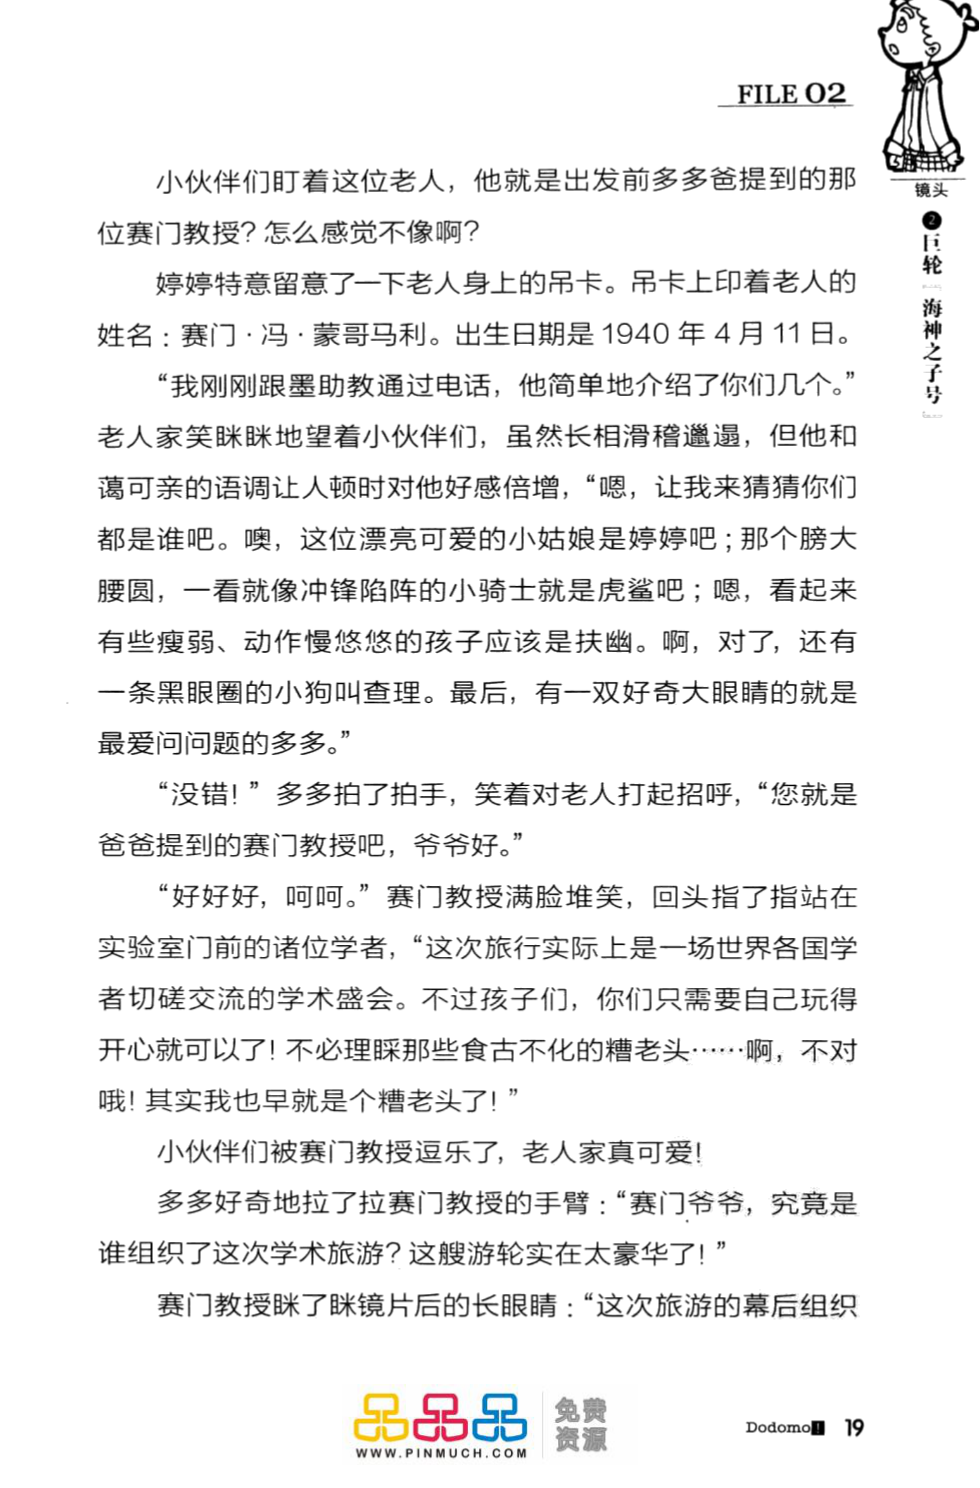 FILE 02
镜头
2
巨轮「海神之子号」
小伙伴们盯着这位老人，他就是出发前多多爸提到的那
位赛门教授？怎么感觉不像啊？
婷婷特意留意了一下老人身上的吊卡。吊卡上印着老人的
姓名：赛门·冯·蒙哥马利。出生日期是 1940 年 4 月 11 日。
“我刚刚跟墨助教通过电话，他简单地介绍了你们几个。”
老人家笑眯眯地望着小伙伴们，虽然长相滑稽邋遢，但他和
蔼可亲的语调让人顿时对他好感倍增，“嗯，让我来猜猜你们
都是谁吧。噢，这位漂亮可爱的小姑娘是婷婷吧；那个膀大
腰圆，一看就像冲锋陷阵的小骑士就是虎鲨吧；嗯，看起来
有些瘦弱、动作慢悠悠的孩子应该是扶幽。啊，对了，还有
一条黑眼圈的小狗叫查理。最后，有一双好奇大眼睛的就是
最爱问问题的多多。”
“没错！”多多拍了拍手，笑着对老人打起招呼，“您就是
爸爸提到的赛门教授吧，爷爷好。”
“好好好，呵呵。”赛门教授满脸堆笑，回头指了指站在
实验室门前的诸位学者，“这次旅行实际上是一场世界各国学
者切磋交流的学术盛会。不过孩子们，你们只需要自己玩得
开心就可以了！不必理睬那些食古不化的糟老头……啊，不对
哦！其实我也早就是个糟老头了！”
小伙伴们被赛门教授逗乐了，老人家真可爱！
多多好奇地拉了拉赛门教授的手臂：“赛门爷爷，究竟是
谁组织了这次学术旅游？这艘游轮实在太豪华了！”
赛门教授眯了眯镜片后的长眼睛：“这次旅游的幕后组织
品品品
WWW.PINMUCH.COM
免费
资源
Dodomo! 19